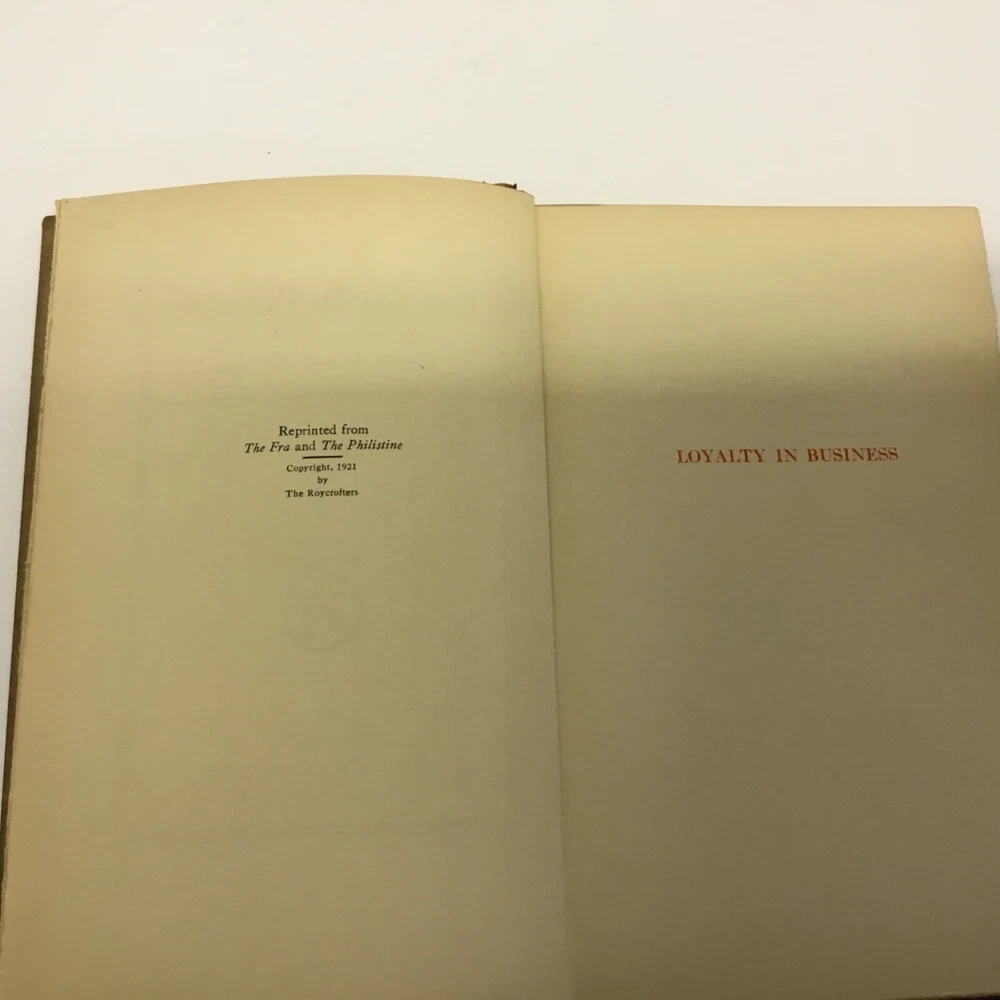 Reprinted from
The Fra and The Philistine
Copyright, 1921
by
The Roycrofters
LOYALTY IN BUSINESS